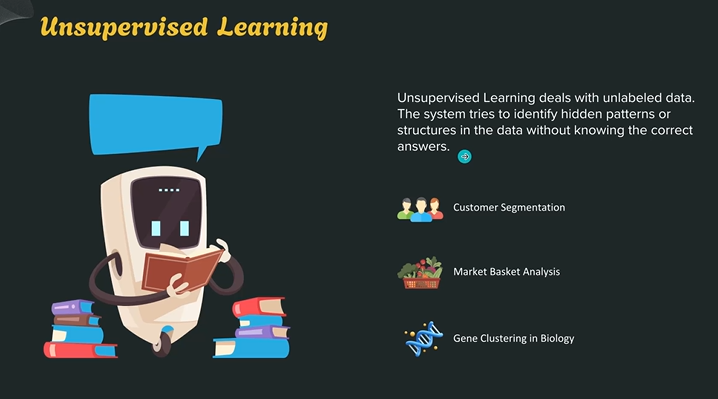 Unsupervised Learning
Unsupervised Learning deals with unlabeled data.
The system tries to identify hidden patterns or
structures in the data without knowing the correct
answers.
Customer Segmentation
Market Basket Analysis
Gene Clustering in Biology